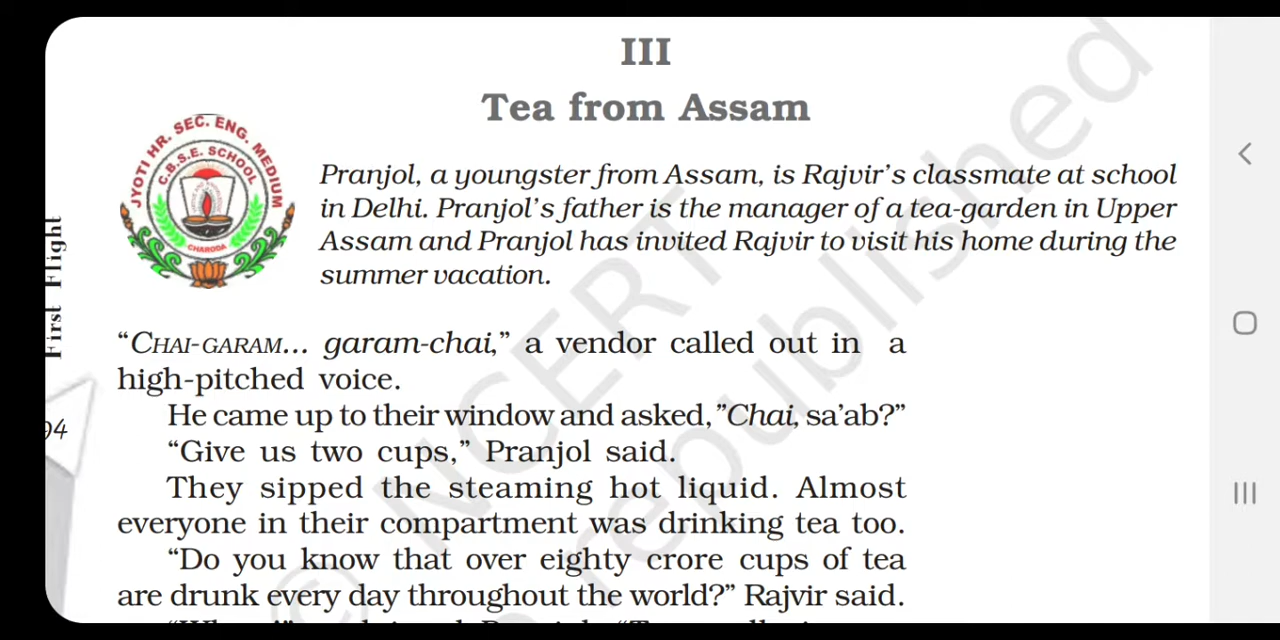 III
Tea from Assam
JYOTI HR. SEC. ENG. MEDIUM
C.B.S.E. SCHOOL
CHARODA
Pranjol, a youngster from Assam, is Rajvir's classmate at school
in Delhi. Pranjol's father is the manager of a tea-garden in Upper
Assam and Pranjol has invited Rajvir to visit his home during the
summer vacation.
First Flight
“CHAI-GARAM... garam-chai,” a vendor called out in a
high-pitched voice.
He came up to their window and asked, ”Chai, sa'ab?”
“Give us two cups,” Pranjol said.
They sipped the steaming hot liquid. Almost
everyone in their compartment was drinking tea too.
“Do you know that over eighty crore cups of tea
are drunk every day throughout the world?” Rajvir said.
94
© NCERT
republished